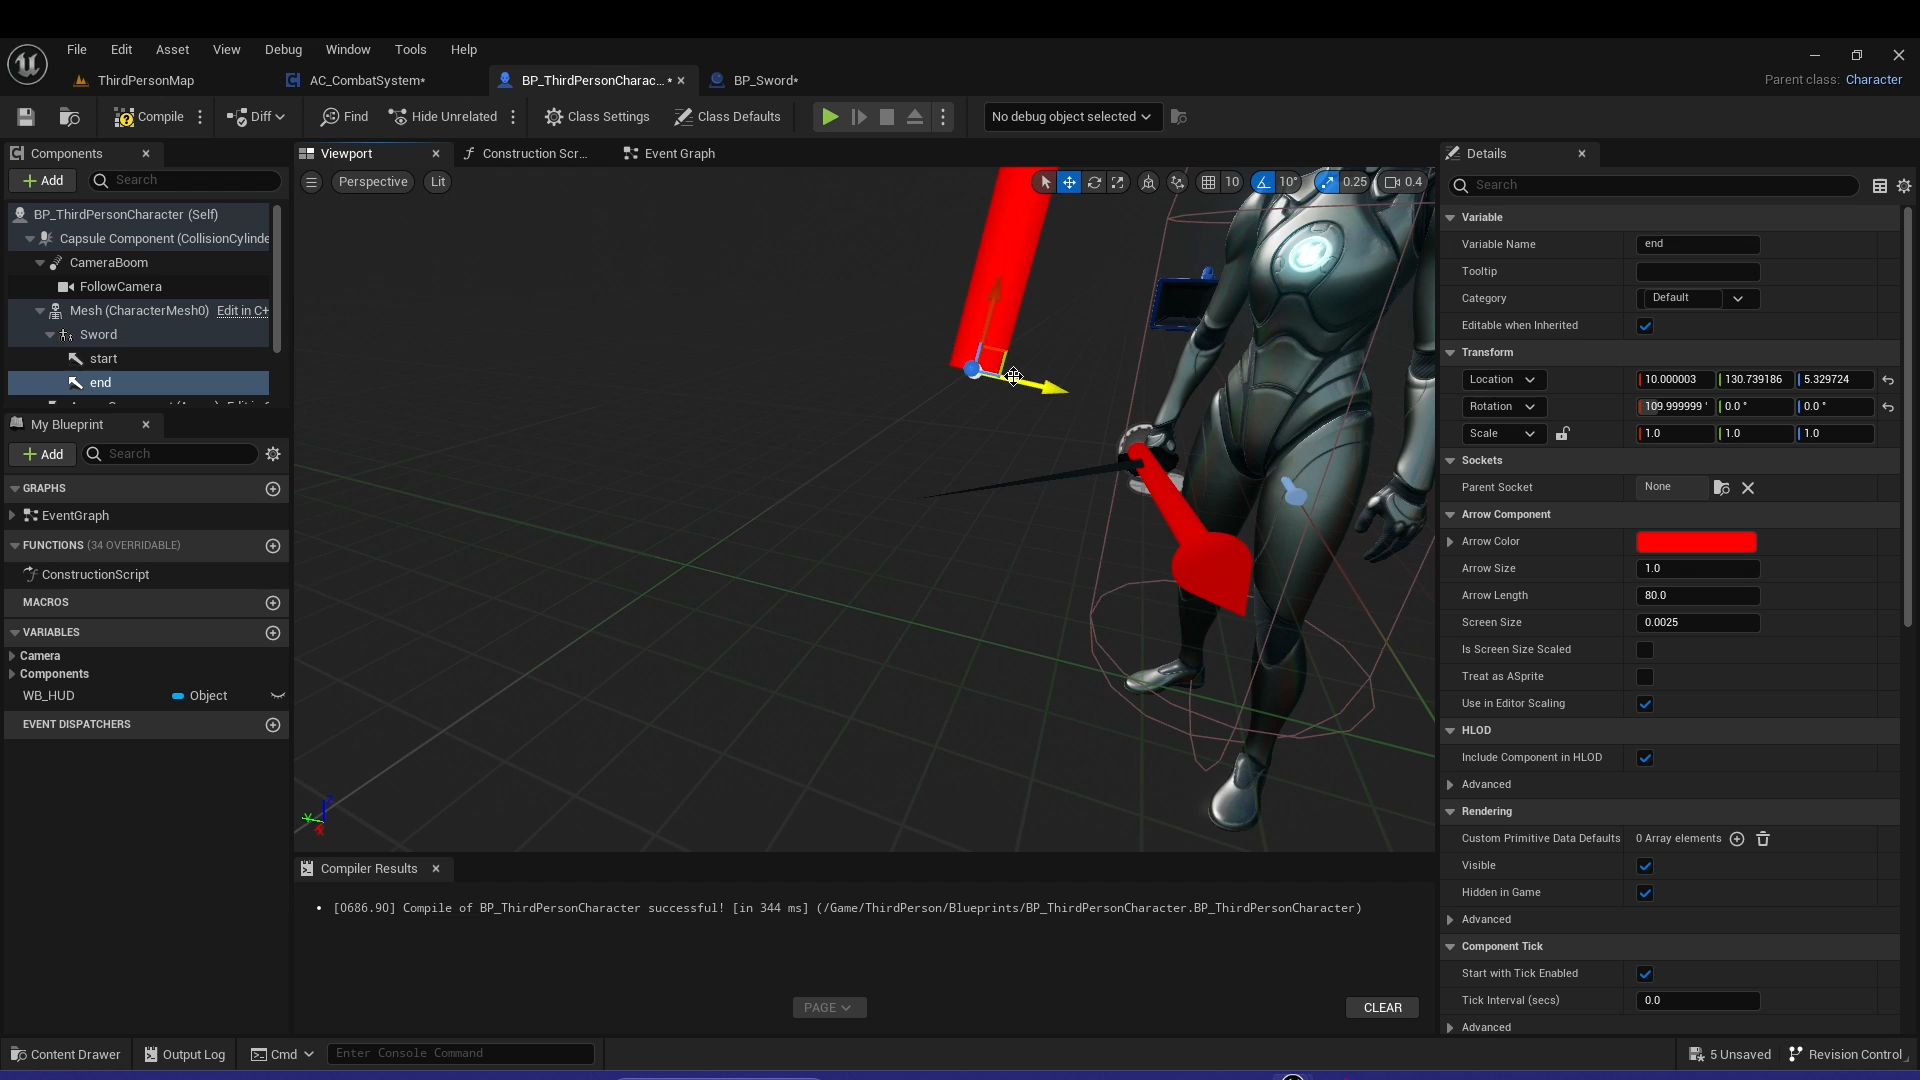 File Edit Asset View Debug Window Tools Help
ThirdPersonMap AC_CombatSystem* BP_ThirdPersonCharac... * BP_Sword* Parent class: Character
Compile Diff Find Hide Unrelated Class Settings Class Defaults No debug object selected
Components Viewport Construction Scr... Event Graph Details
Add Search Perspective Lit 10 10° 0.25 0.4 Search
BP_ThirdPersonCharacter (Self)
Capsule Component (CollisionCylinde
CameraBoom
FollowCamera
Mesh (CharacterMesh0) Edit in C+
Sword
start
end
My Blueprint
Add Search
GRAPHS
EventGraph
FUNCTIONS (34 OVERRIDABLE)
ConstructionScript
MACROS
VARIABLES
Camera
Components
WB_HUD Object
EVENT DISPATCHERS
Variable
Variable Name end
Tooltip
Category Default
Editable when Inherited
Transform
Location 10.000003 130.739186 5.329724
Rotation 109.999999 ° 0.0 ° 0.0 °
Scale 1.0 1.0 1.0
Sockets
Parent Socket None
Arrow Component
Arrow Color
Arrow Size 1.0
Arrow Length 80.0
Screen Size 0.0025
Is Screen Size Scaled
Treat as ASprite
Use in Editor Scaling
HLOD
Include Component in HLOD
Advanced
Rendering
Custom Primitive Data Defaults 0 Array elements
Visible
Hidden in Game
Advanced
Component Tick
Start with Tick Enabled
Tick Interval (secs) 0.0
Advanced
Compiler Results
[0686.90] Compile of BP_ThirdPersonCharacter successful! [in 344 ms] (/Game/ThirdPerson/Blueprints/BP_ThirdPersonCharacter.BP_ThirdPersonCharacter)
PAGE CLEAR
Content Drawer Output Log Cmd Enter Console Command 5 Unsaved Revision Control